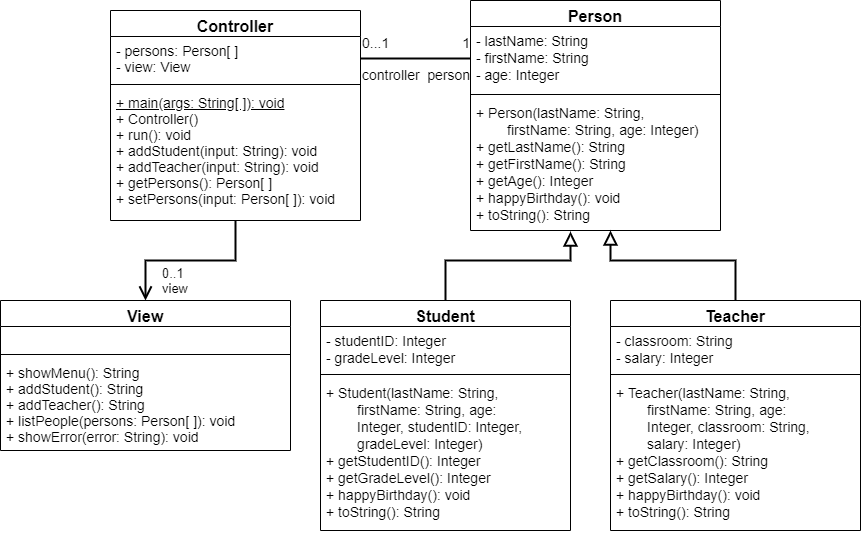 Controller
- persons: Person[ ]
- view: View
+ main(args: String[ ]): void
+ Controller()
+ run(): void
+ addStudent(input: String): void
+ addTeacher(input: String): void
+ getPersons(): Person[ ]
+ setPersons(input: Person[ ]): void
0...1
1
controller
person
Person
- lastName: String
- firstName: String
- age: Integer
+ Person(lastName: String,
firstName: String, age: Integer)
+ getLastName(): String
+ getFirstName(): String
+ getAge(): Integer
+ happyBirthday(): void
+ toString(): String
0..1
view
View
+ showMenu(): String
+ addStudent(): String
+ addTeacher(): String
+ listPeople(persons: Person[ ]): void
+ showError(error: String): void
Student
- studentID: Integer
- gradeLevel: Integer
+ Student(lastName: String,
firstName: String, age:
Integer, studentID: Integer,
gradeLevel: Integer)
+ getStudentID(): Integer
+ getGradeLevel(): Integer
+ happyBirthday(): void
+ toString(): String
Teacher
- classroom: String
- salary: Integer
+ Teacher(lastName: String,
firstName: String, age:
Integer, classroom: String,
salary: Integer)
+ getClassroom(): String
+ getSalary(): Integer
+ happyBirthday(): void
+ toString(): String